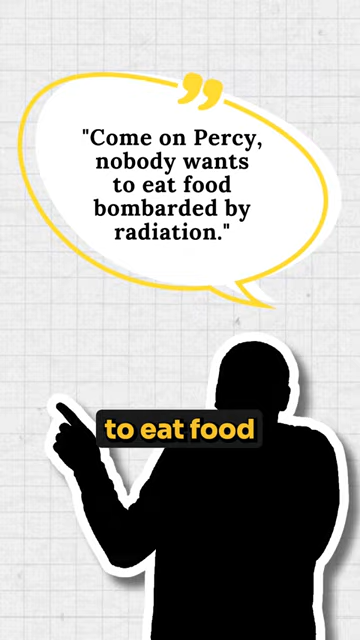 "Come on Percy,
nobody wants
to eat food
bombarded by
radiation."
to eat food